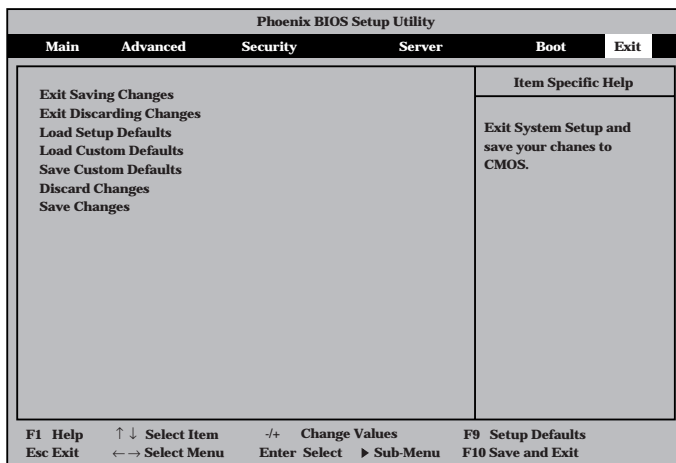 Phoenix BIOS Setup Utility
Main Advanced Security Server Boot Exit
Exit Saving Changes
Exit Discarding Changes
Load Setup Defaults
Load Custom Defaults
Save Custom Defaults
Discard Changes
Save Changes
Item Specific Help
Exit System Setup and
save your chanes to
CMOS.
F1 Help ↑↓ Select Item -/+ Change Values F9 Setup Defaults
Esc Exit ←→ Select Menu Enter Select ▶ Sub-Menu F10 Save and Exit